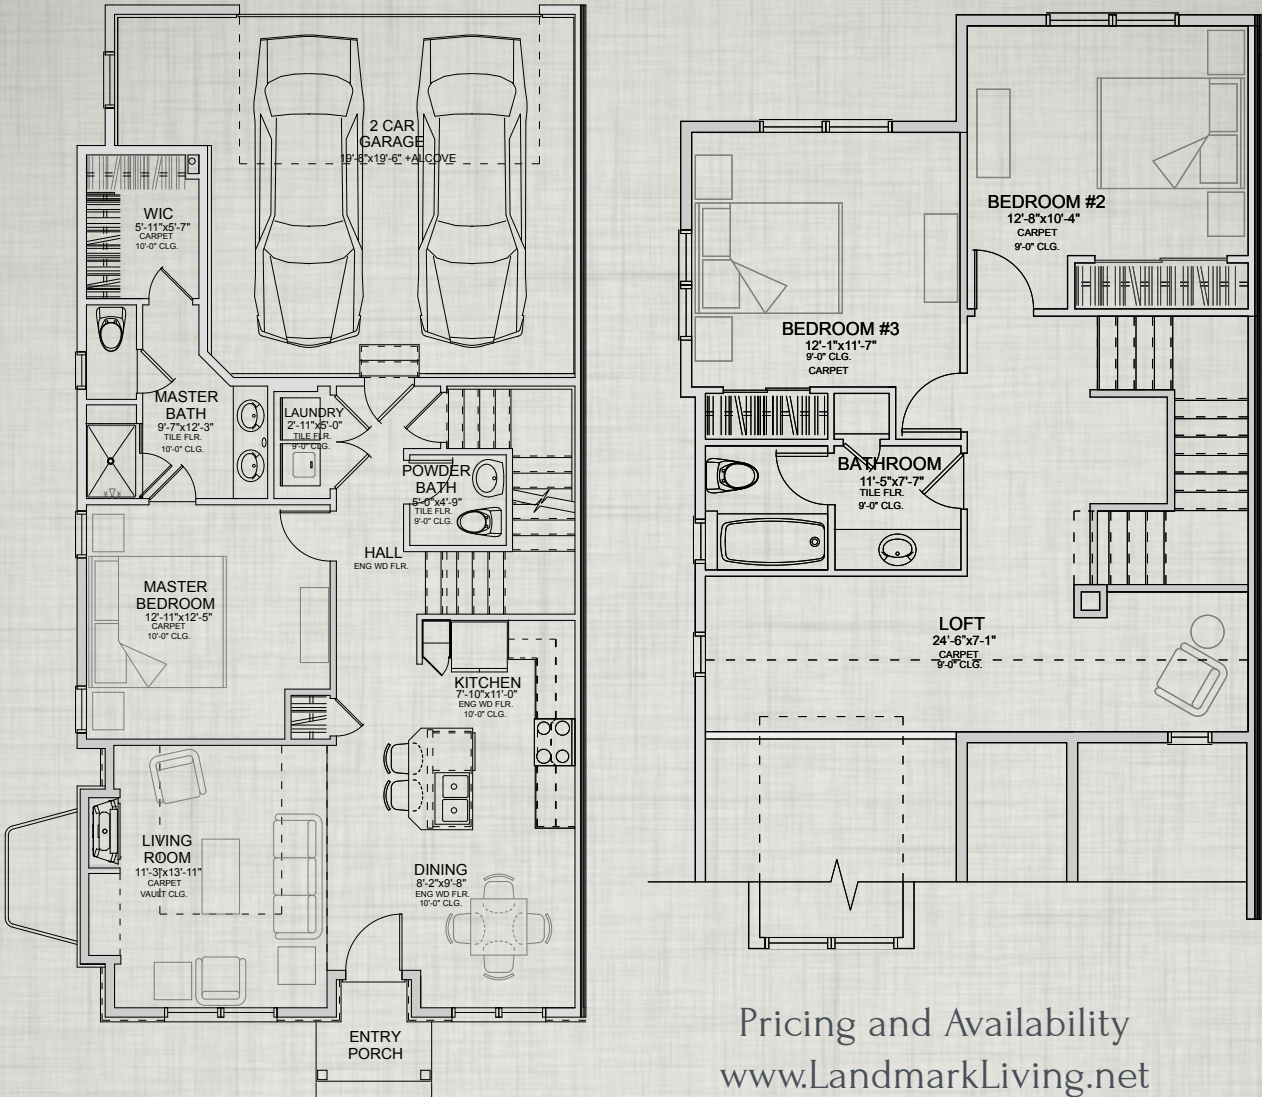 2 CAR
GARAGE
19'-8"x19'-6" +ALCOVE
WIC
5'-11"x5'-7"
CARPET
10'-0" CLG.
MASTER
BATH
9'-7"x12'-3"
TILE FLR.
10'-0" CLG.
LAUNDRY
2'-11"x5'-0"
TILE FLR.
9'-0" CLG.
POWDER
BATH
5'-0"x4'-9"
TILE FLR.
9'-0" CLG.
HALL
ENG WD FLR.
MASTER
BEDROOM
12'-11"x12'-5"
CARPET
10'-0" CLG.
KITCHEN
7'-10"x11'-0"
ENG WD FLR.
10'-0" CLG.
LIVING
ROOM
11'-3"x13'-11"
CARPET
VAULT CLG.
DINING
8'-2"x9'-8"
ENG WD FLR.
10'-0" CLG.
ENTRY
PORCH
BEDROOM #2
12'-8"x10'-4"
CARPET
9'-0" CLG.
BEDROOM #3
12'-1"x11'-7"
9'-0" CLG.
CARPET
BATHROOM
11'-5"x7'-7"
TILE FLR.
9'-0" CLG.
LOFT
24'-6"x7-1"
CARPET
9'-0" CLG.
Pricing and Availability
www.LandmarkLiving.net